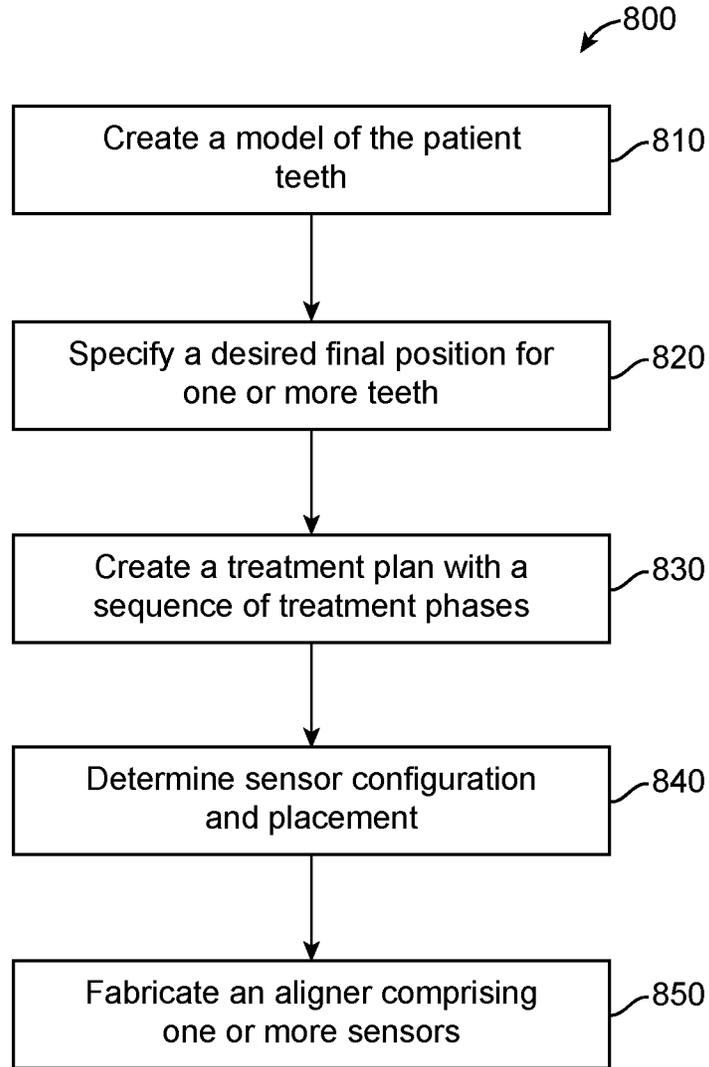 800
Create a model of the patient
teeth
810
Specify a desired final position for
one or more teeth
820
Create a treatment plan with a
sequence of treatment phases
830
Determine sensor configuration
and placement
840
Fabricate an aligner comprising
one or more sensors
850